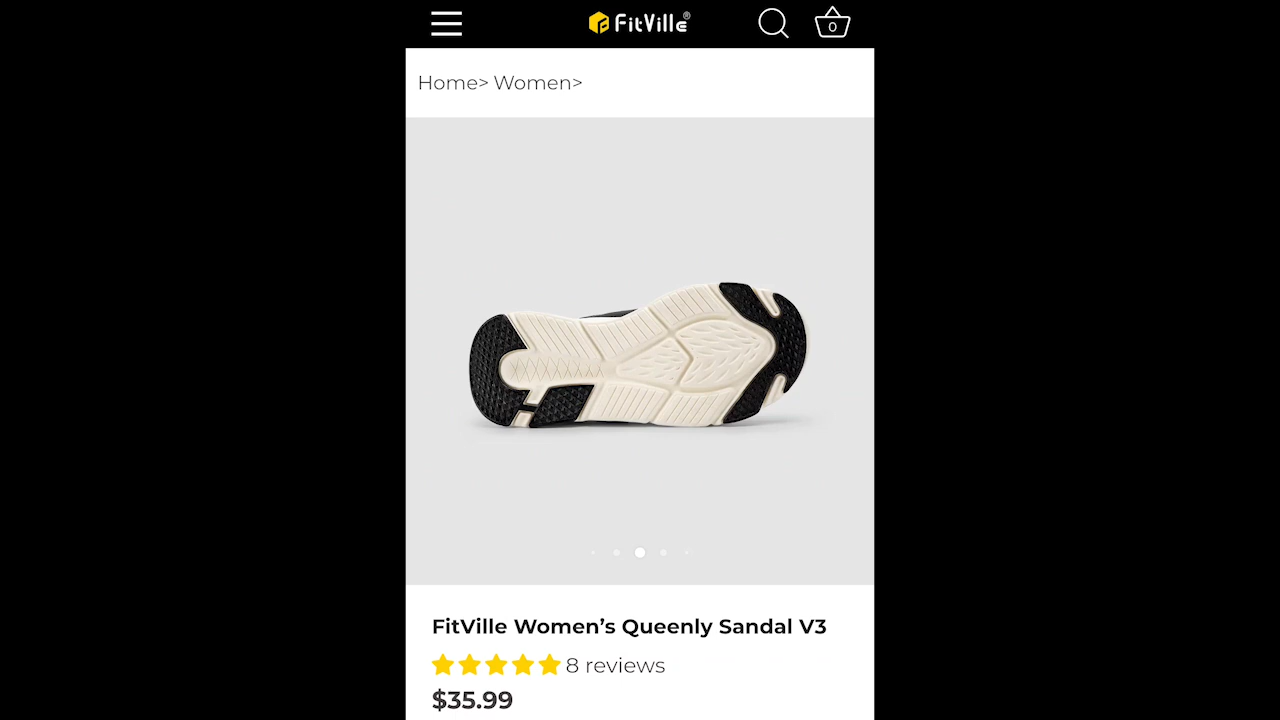 FitVille®
0
Home> Women>
FitVille Women’s Queenly Sandal V3
8 reviews
$35.99